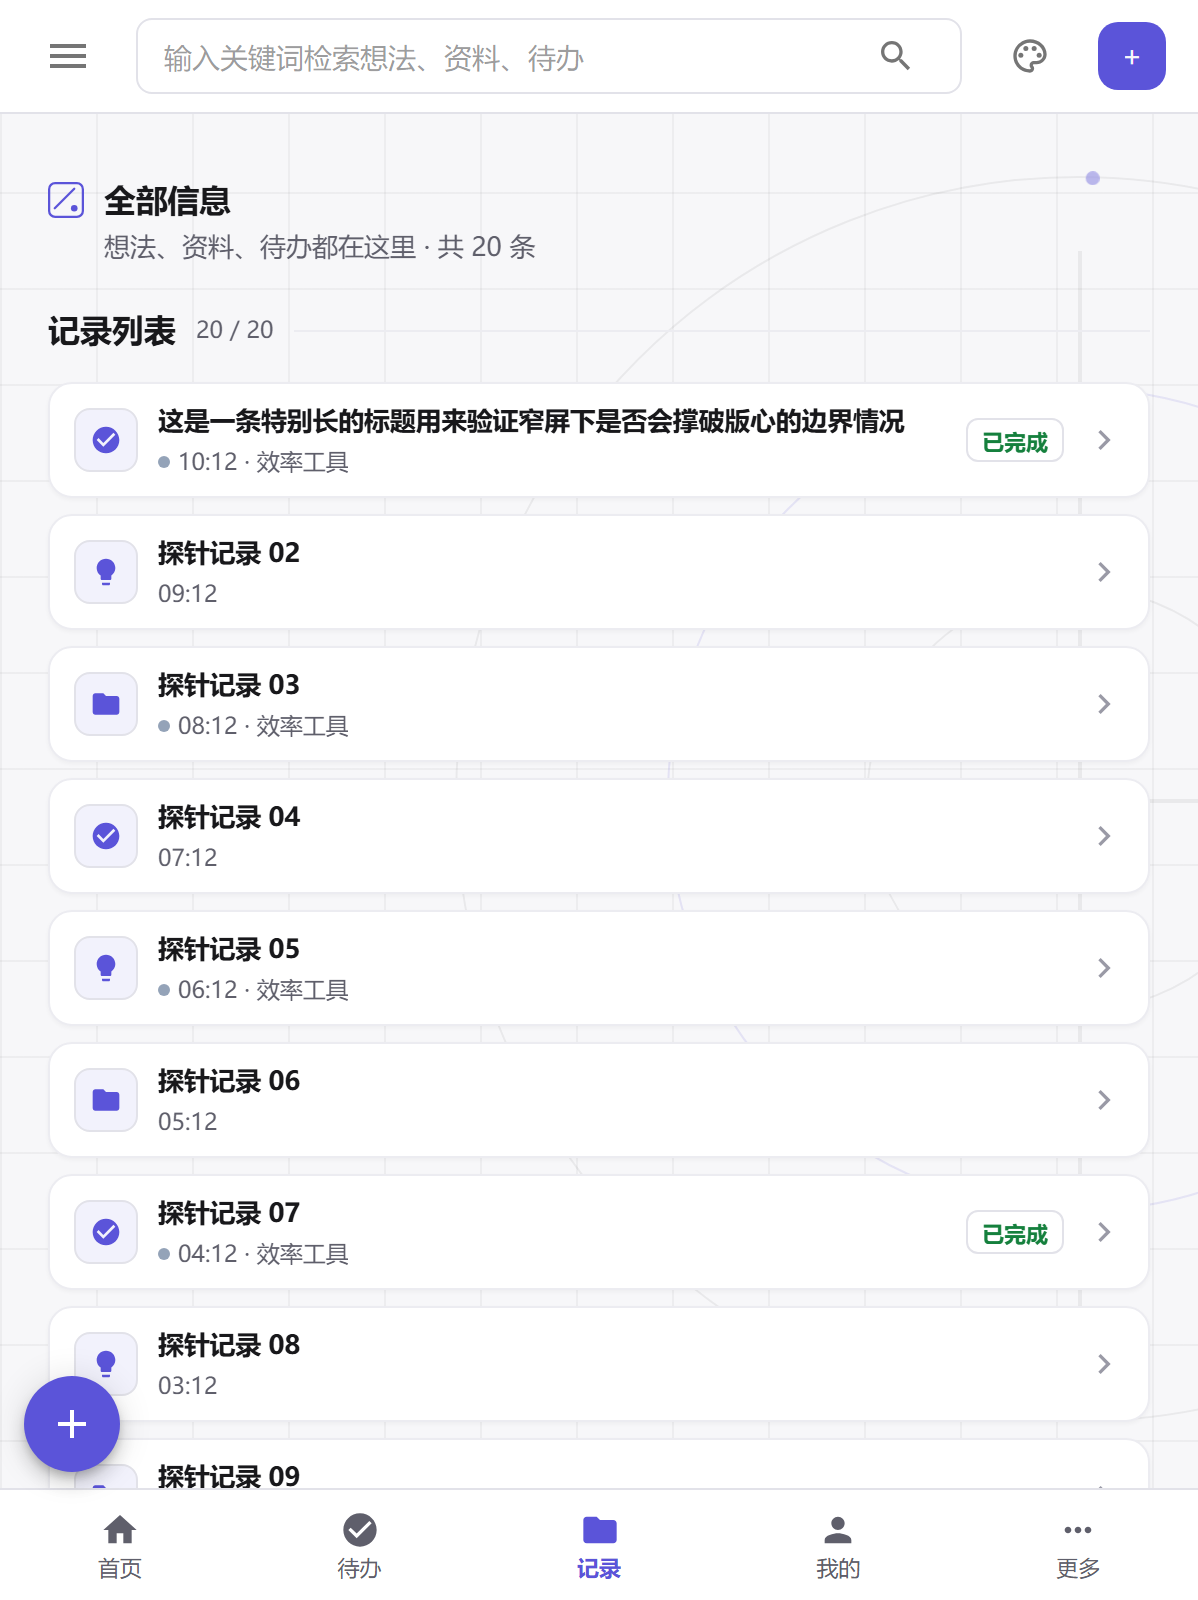 输入关键词检索想法、资料、待办
+
全部信息
想法、资料、待办都在这里 · 共 20 条
记录列表 20 / 20
这是一条特别长的标题用来验证窄屏下是否会撑破版心的边界情况
10:12 · 效率工具
已完成
探针记录 02
09:12
探针记录 03
08:12 · 效率工具
探针记录 04
07:12
探针记录 05
06:12 · 效率工具
探针记录 06
05:12
探针记录 07
04:12 · 效率工具
已完成
探针记录 08
03:12
+
探针记录 09
首页
待办
记录
我的
更多